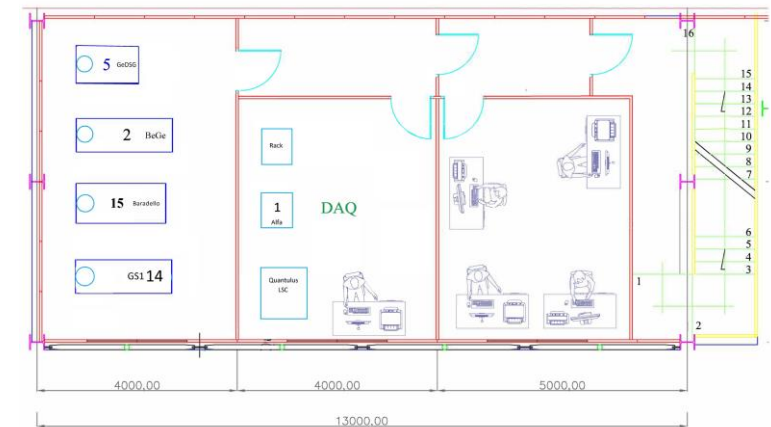 5 GeDSG
2 BeGe
15 Baradello
GS1 14
Rack
1
Alfa
DAQ
Quantulus
LSC
16
15
14
13
12
11
10
9
8
7
6
5
4
3
1
2
4000.00
4000.00
5000.00
13000.00